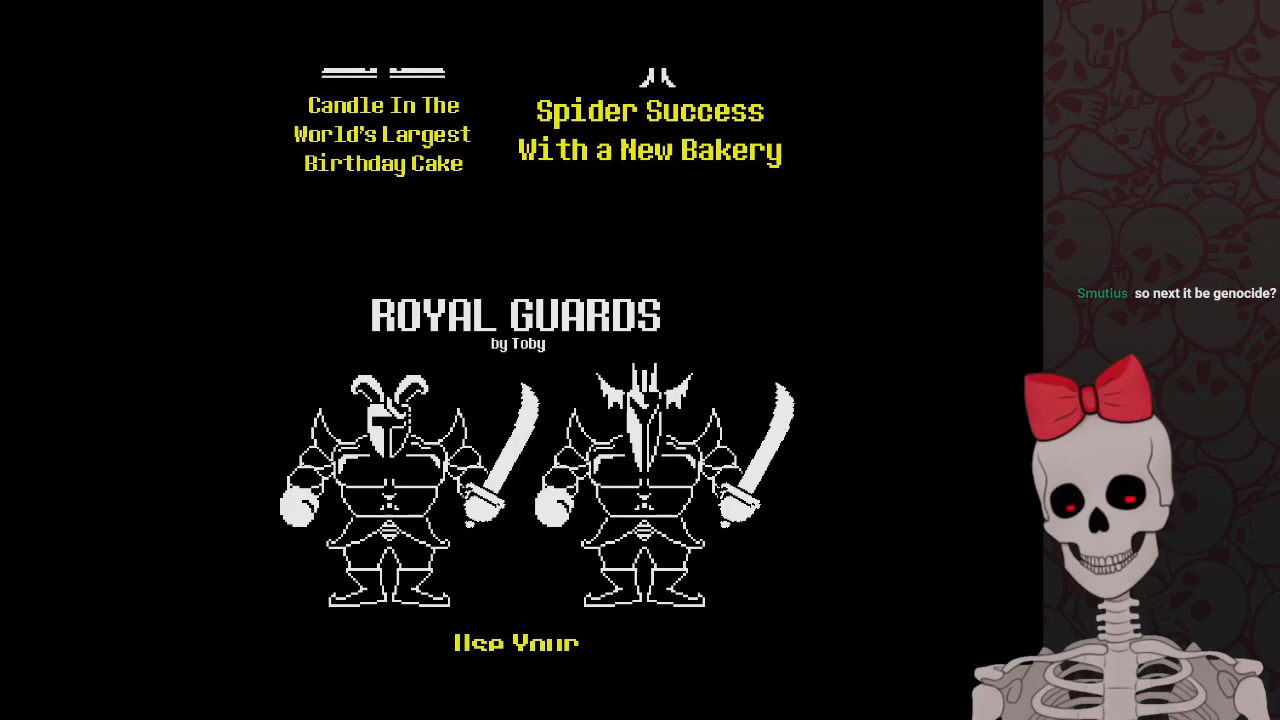 Candle In The
World's Largest
Birthday Cake
Spider Success
With a New Bakery
ROYAL GUARDS
by Toby
Smutius so next it be genocide?
Use Your